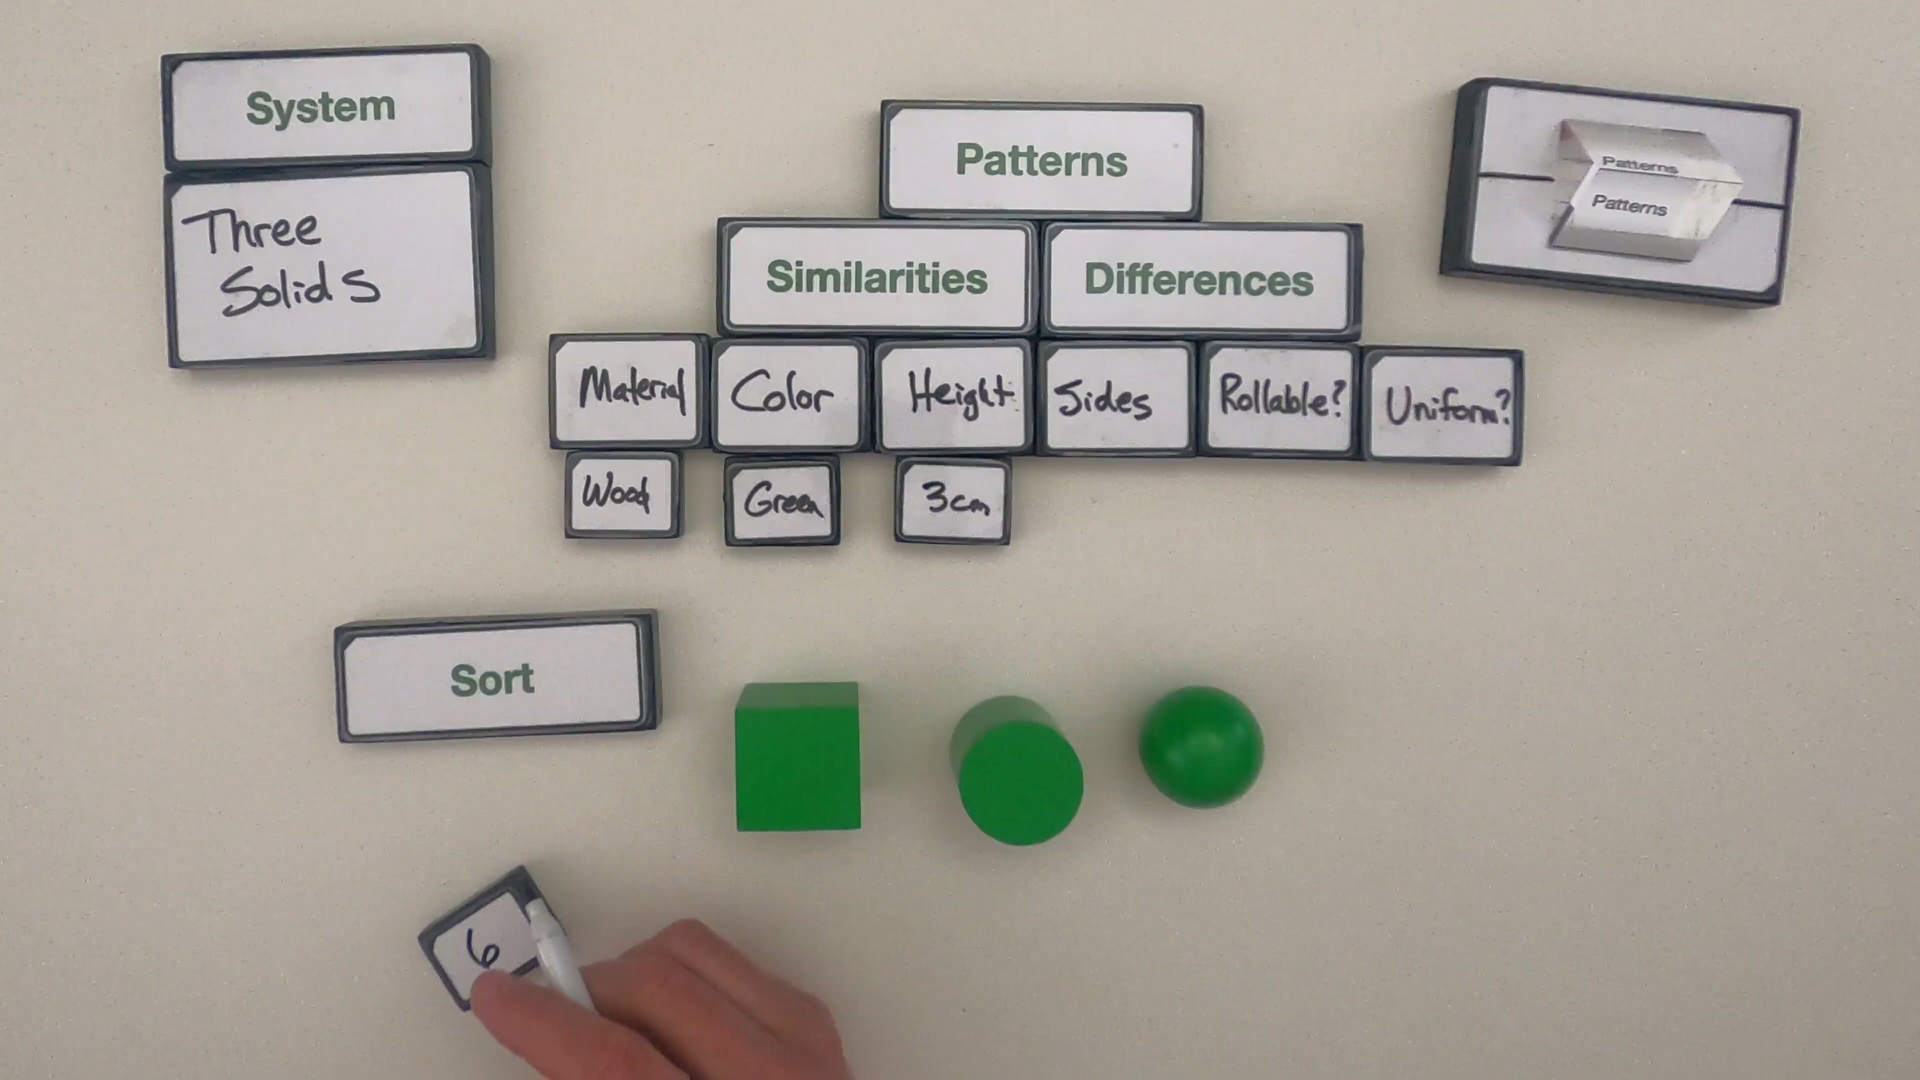 System
Three
Solids
Patterns
Similarities
Differences
Material
Color
Height
Sides
Rollable?
Uniform?
Wood
Green
3cm
Patterns
Patterns
Sort
6